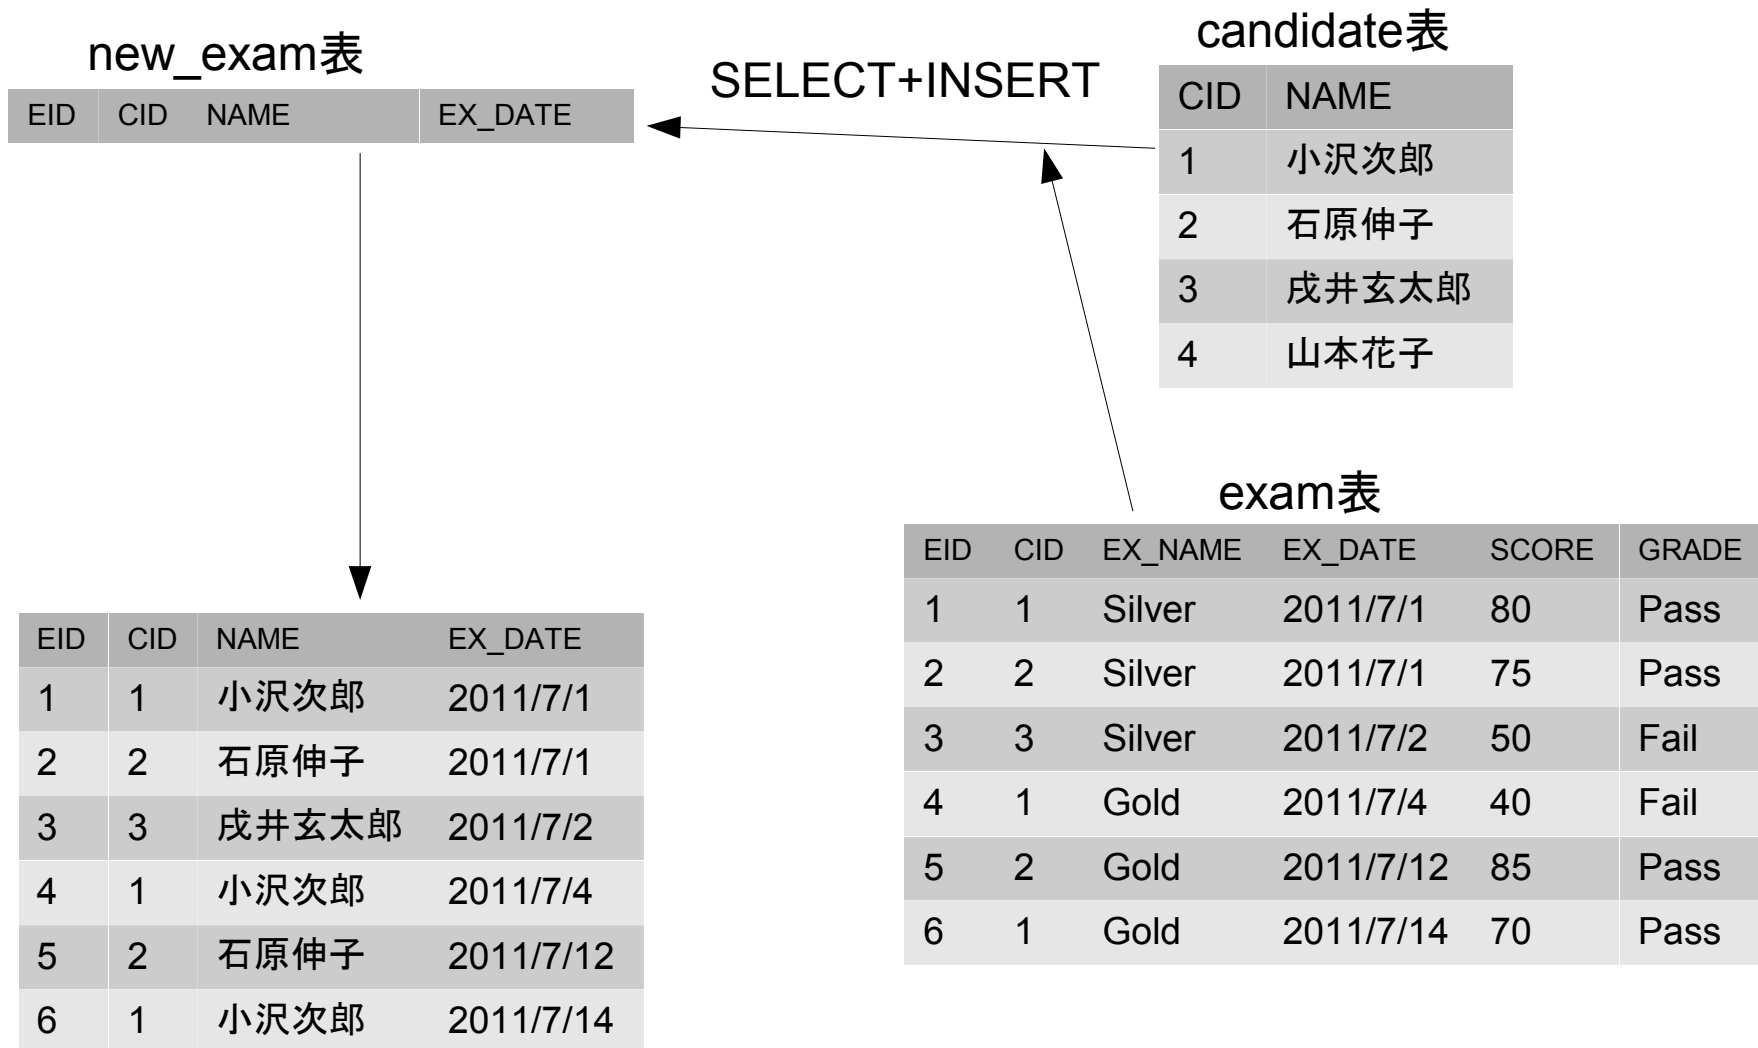 new_exam表
EID CID NAME EX_DATE
SELECT+INSERT
candidate表
CID NAME
1 小沢次郎
2 石原伸子
3 戌井玄太郎
4 山本花子
exam表
EID CID EX_NAME EX_DATE SCORE GRADE
1 1 Silver 2011/7/1 80 Pass
2 2 Silver 2011/7/1 75 Pass
3 3 Silver 2011/7/2 50 Fail
4 1 Gold 2011/7/4 40 Fail
5 2 Gold 2011/7/12 85 Pass
6 1 Gold 2011/7/14 70 Pass
EID CID NAME EX_DATE
1 1 小沢次郎 2011/7/1
2 2 石原伸子 2011/7/1
3 3 戌井玄太郎 2011/7/2
4 1 小沢次郎 2011/7/4
5 2 石原伸子 2011/7/12
6 1 小沢次郎 2011/7/14